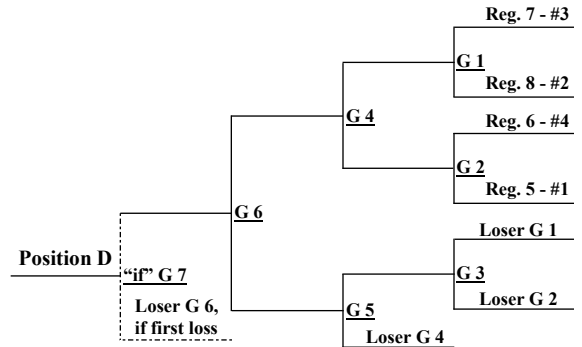 Reg. 7 - #3
G 1
Reg. 8 - #2
G 4
Reg. 6 - #4
G 2
Reg. 5 - #1
G 6
Loser G 1
Position D
“if” G 7
G 3
Loser G 6,
if first loss
G 5
Loser G 2
Loser G 4